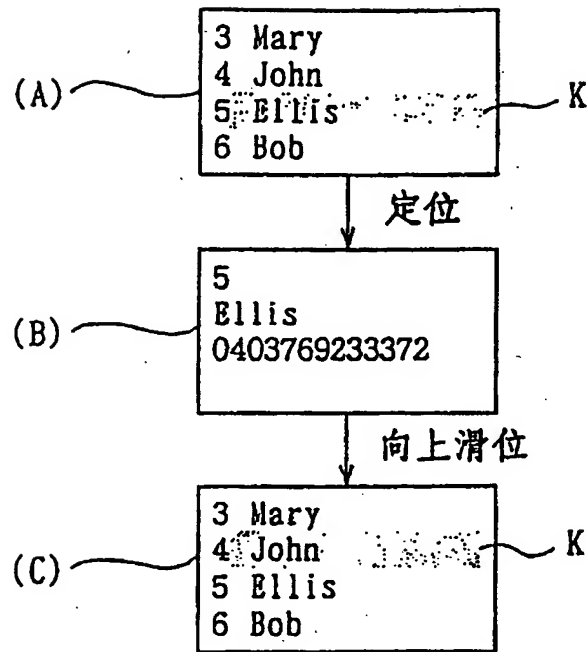 3 Mary
4 John
(A)
5 Ellis
K
6 Bob
定位
5
Ellis
(B)
0403769233372
向上滑位
3 Mary
4 John
K
(C)
5 Ellis
6 Bob